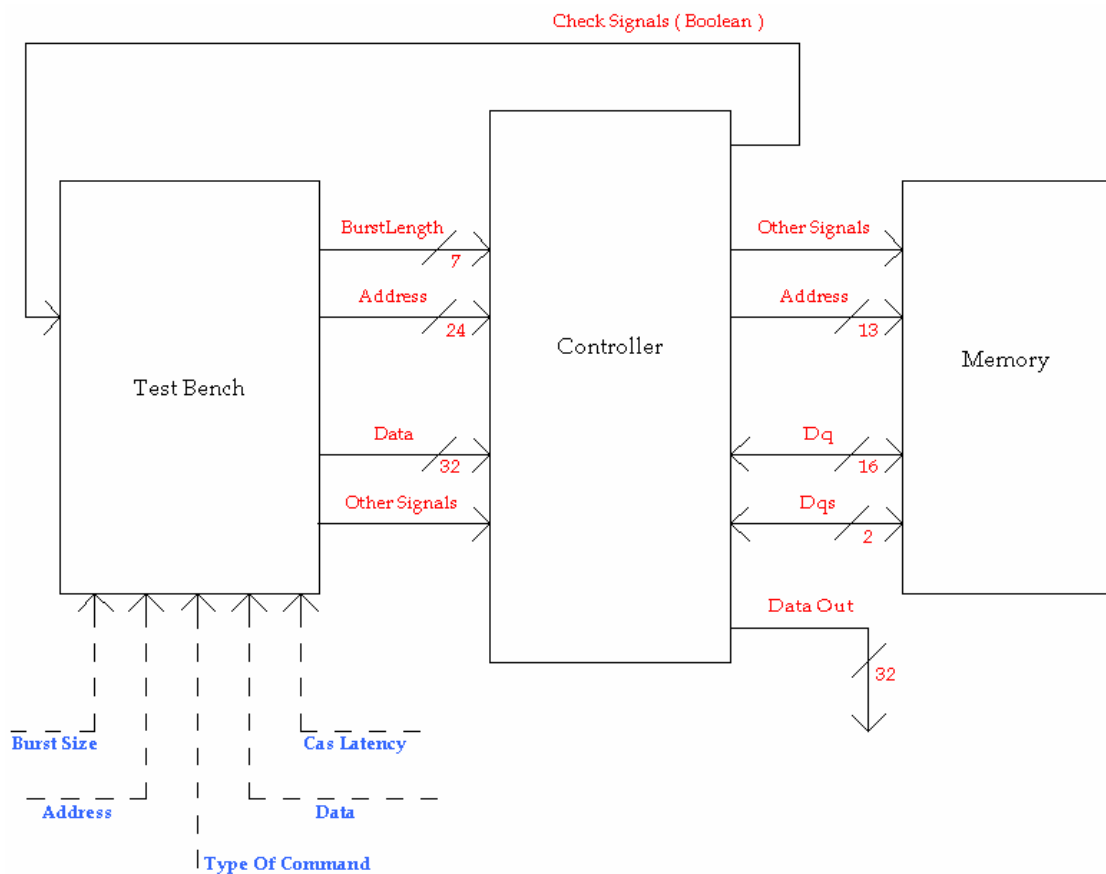 Check Signals ( Boolean )
BurstLength
7
Address
24
Data
32
Other Signals
Test Bench
Controller
Other Signals
Address
13
Dq
16
Dqs
2
Data Out
32
Memory
Burst Size
Cas Latency
Address
Data
Type Of Command